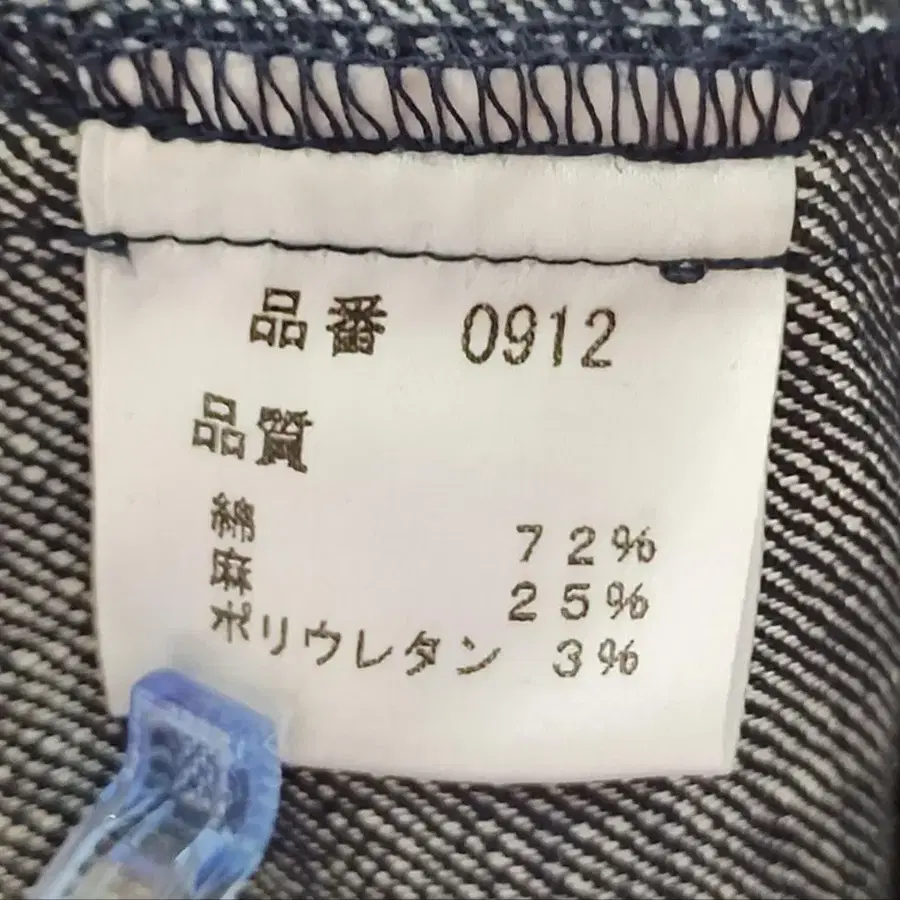 品番 0912
品質
綿 72%
麻 25%
ポリウレタン 3%